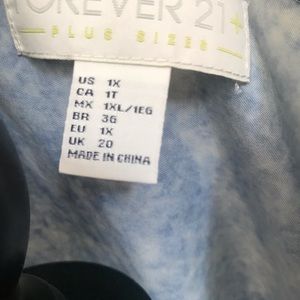 FOREVER 21+
PLUS SIZES
US 1X
CA 1T
MX 1XL/1EG
BR 36
EU 1X
UK 20
MADE IN CHINA